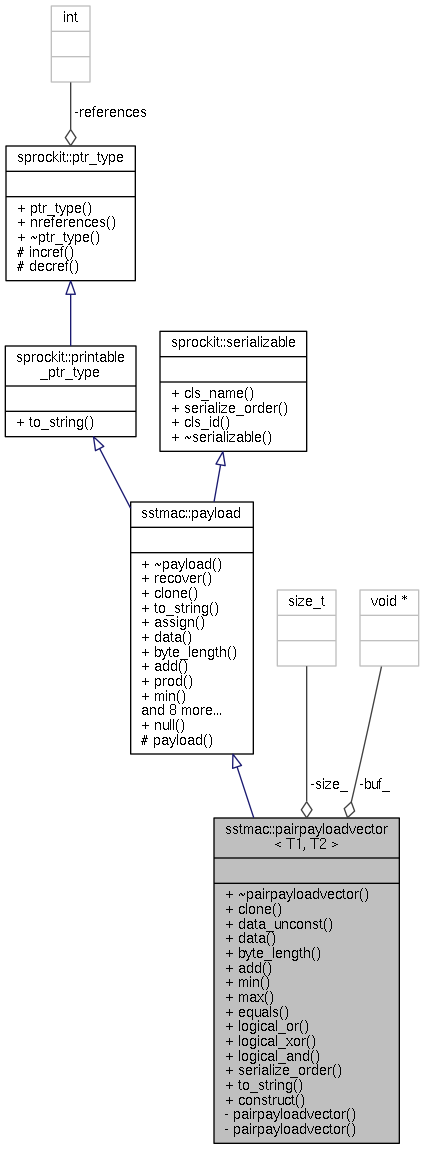 int
-references
sprockit::ptr_type
+ ptr_type()
+ nreferences()
+ ~ptr_type()
# incref()
# decref()
sprockit::printable
_ptr_type
+ to_string()
sprockit::serializable
+ cls_name()
+ serialize_order()
+ cls_id()
+ ~serializable()
sstmac::payload
+ ~payload()
+ recover()
+ clone()
+ to_string()
+ assign()
+ data()
+ byte_length()
+ add()
+ prod()
+ min()
and 8 more...
+ null()
# payload()
size_t
void *
-size_
-buf_
sstmac::pairpayloadvector
< T1, T2 >
+ ~pairpayloadvector()
+ clone()
+ data_unconst()
+ data()
+ byte_length()
+ add()
+ min()
+ max()
+ equals()
+ logical_or()
+ logical_xor()
+ logical_and()
+ serialize_order()
+ to_string()
+ construct()
- pairpayloadvector()
- pairpayloadvector()